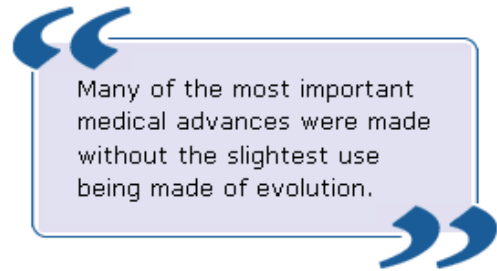 Many of the most important
medical advances were made
without the slightest use
being made of evolution.